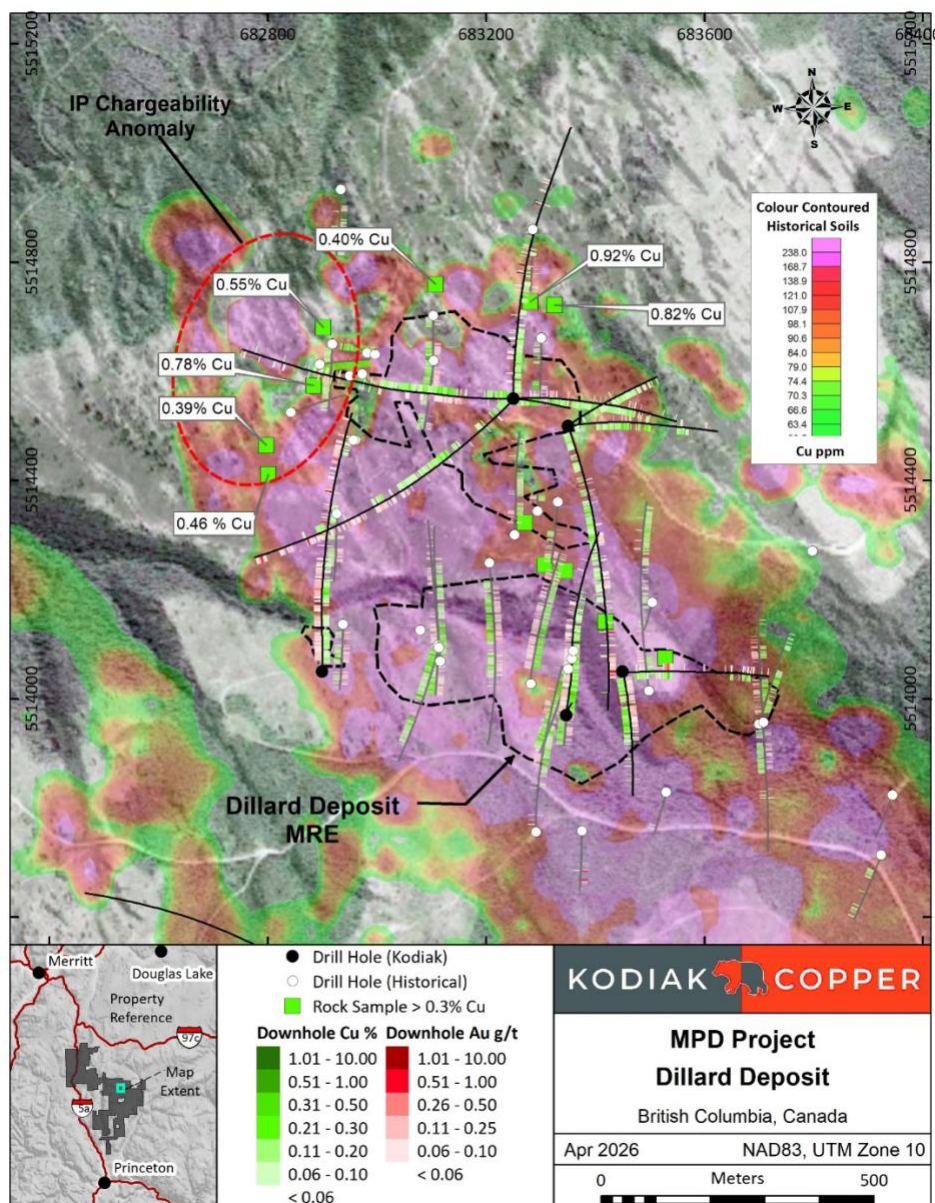 682800
683200
683600
5515200
IP Chargeability
Anomaly
N
W
E
S
Colour Contoured
Historical Soils
238.0
168.7
138.9
121.0
107.9
98.1
90.6
84.0
79.0
74.4
70.3
66.6
63.4
Cu ppm
5514800
0.40% Cu
0.92% Cu
0.55% Cu
0.82% Cu
0.78% Cu
0.39% Cu
5514400
5514400
0.46 % Cu
5514000
5514000
Dillard Deposit
MRE
Merritt
Douglas Lake
Property
Reference
97c
Map
Extent
5a
Princeton
Drill Hole (Kodiak)
Drill Hole (Historical)
Rock Sample > 0.3% Cu
Downhole Cu %
Downhole Au g/t
1.01 - 10.00
1.01 - 10.00
0.51 - 1.00
0.51 - 1.00
0.31 - 0.50
0.26 - 0.50
0.21 - 0.30
0.11 - 0.25
0.11 - 0.20
0.06 - 0.10
0.06 - 0.10
< 0.06
< 0.06
KODIAK COPPER
MPD Project
Dillard Deposit
British Columbia, Canada
Apr 2026
NAD83, UTM Zone 10
0
Meters
500